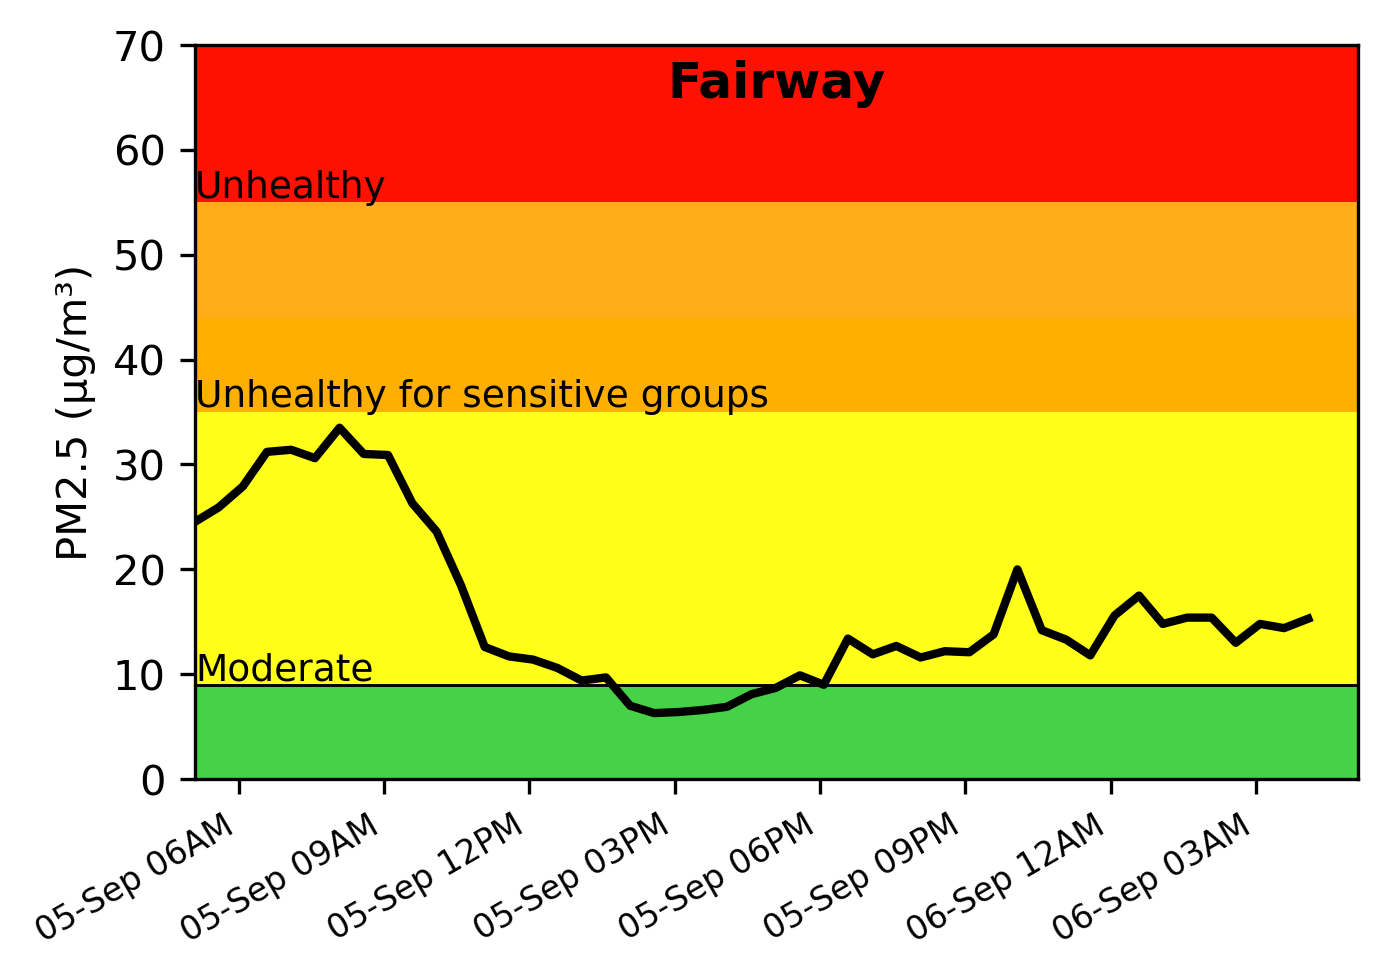 Fairway
70
60
50
40
30
20
10
0
PM2.5 (µg/m³)
Unhealthy
Unhealthy for sensitive groups
Moderate
05-Sep 06AM
05-Sep 09AM
05-Sep 12PM
05-Sep 03PM
05-Sep 06PM
05-Sep 09PM
06-Sep 12AM
06-Sep 03AM